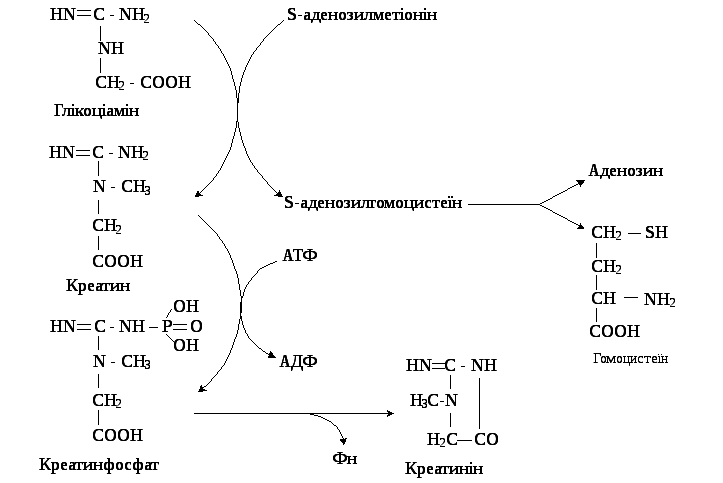 HN=C - NH2
S-аденозилметіонін
NH
CH2 - COOH
Глікоціамін
HN=C - NH2
N - CH3
CH2
COOH
Креатин
S-аденозилгомоцистеїн
Аденозин
CH2 — SH
CH2
CH — NH2
COOH
Гомоцистеїн
АТФ
OH
HN=C - NH — P=O
OH
N - CH3
CH2
COOH
Креатинфосфат
АДФ
HN=C - NH
H3C-N
H2C—CO
Креатинін
Фн